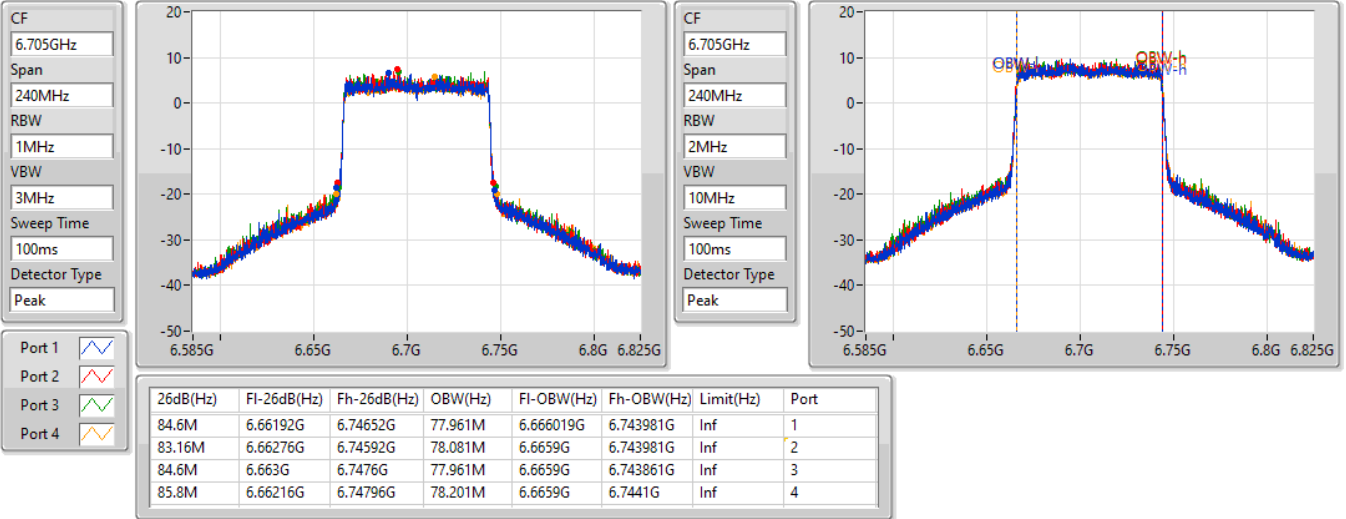 CF
6.705GHz
Span
240MHz
RBW
1MHz
VBW
3MHz
Sweep Time
100ms
Detector Type
Peak
20
10
0
-10
-20
-30
-40
-50
6.585G 6.65G 6.7G 6.75G 6.8G 6.825G
CF
6.705GHz
Span
240MHz
RBW
2MHz
VBW
10MHz
Sweep Time
100ms
Detector Type
Peak
20
10
0
-10
-20
-30
-40
-50
OBW-h
OBW-h
6.585G 6.65G 6.7G 6.75G 6.8G 6.825G
Port 1
Port 2
Port 3
Port 4
26dB(Hz) Fl-26dB(Hz) Fh-26dB(Hz) OBW(Hz) Fl-OBW(Hz) Fh-OBW(Hz) Limit(Hz) Port
84.6M 6.66192G 6.74652G 77.961M 6.666019G 6.743981G Inf 1
83.16M 6.66276G 6.74592G 78.081M 6.6659G 6.743981G Inf 2
84.6M 6.663G 6.7476G 77.961M 6.6659G 6.743861G Inf 3
85.8M 6.66216G 6.74796G 78.201M 6.6659G 6.7441G Inf 4